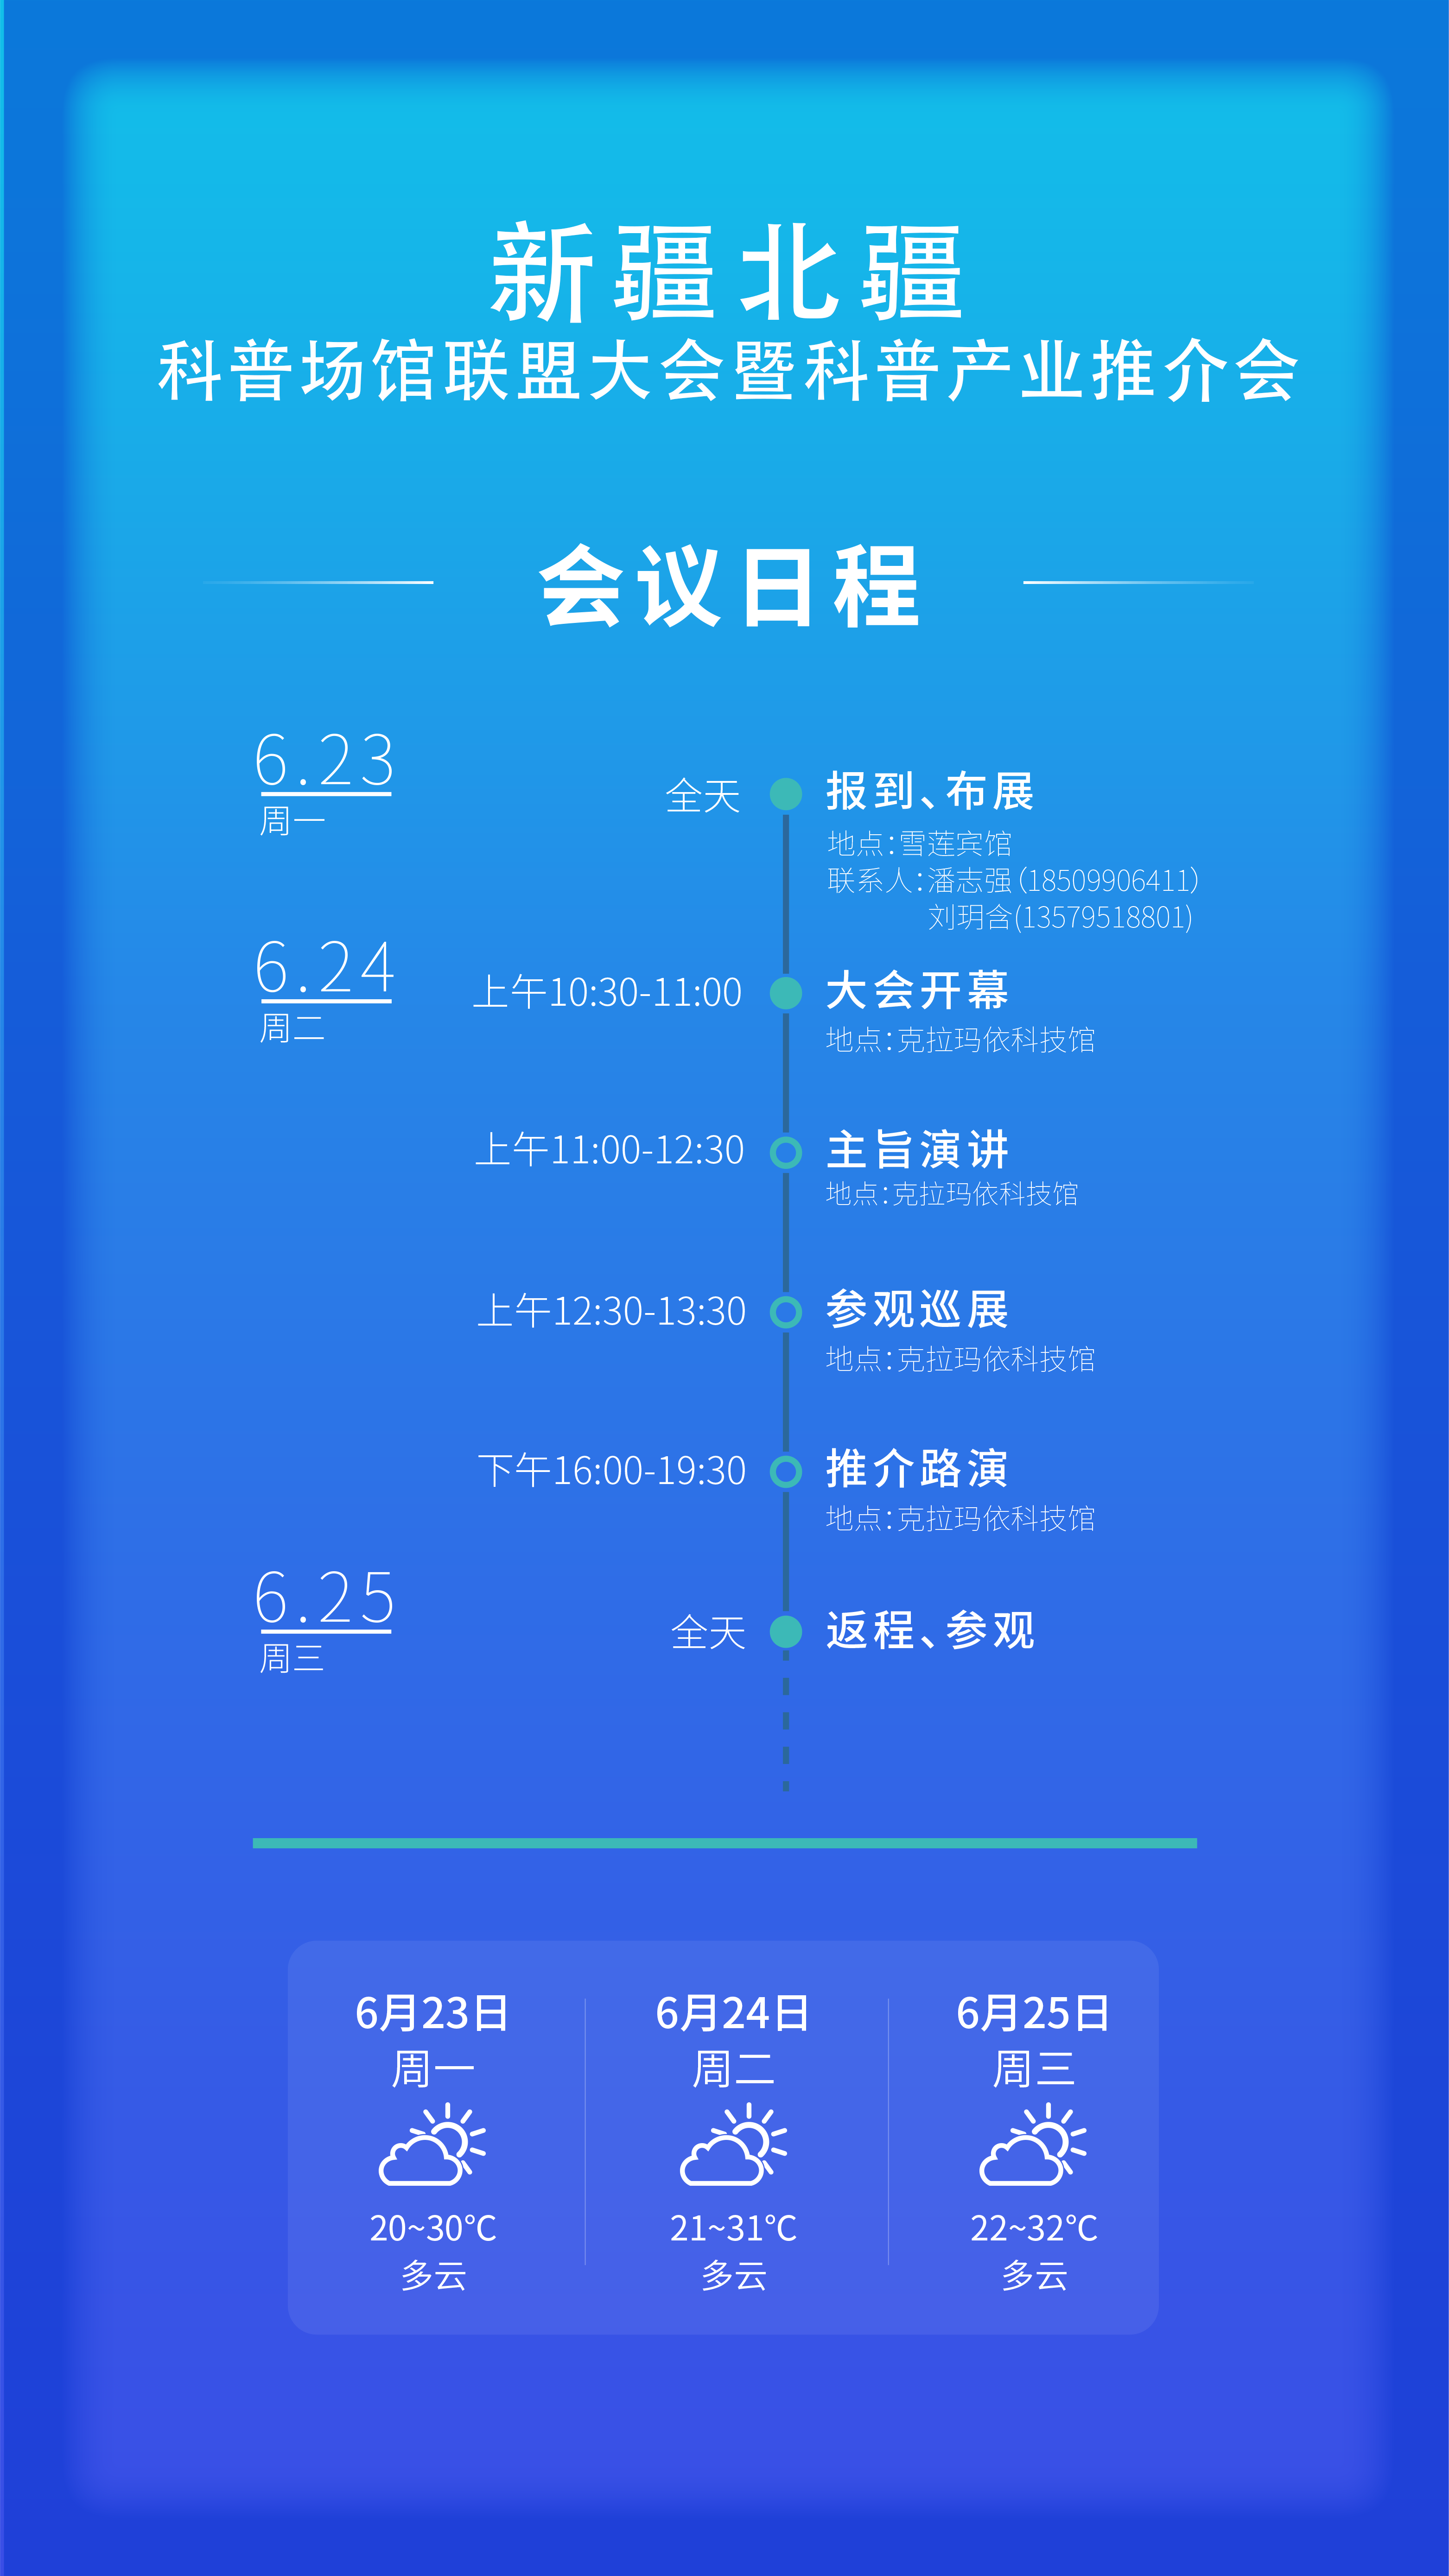 新疆北疆
科普场馆联盟大会暨科普产业推介会
会议日程
6.23
周一
全天
报到、布展
地点：雪莲宾馆
联系人：潘志强（18509906411）
刘玥含(13579518801)
6.24
周二
上午10:30-11:00
大会开幕
地点：克拉玛依科技馆
上午11:00-12:30
主旨演讲
地点：克拉玛依科技馆
上午12:30-13:30
参观巡展
地点：克拉玛依科技馆
下午16:00-19:30
推介路演
地点：克拉玛依科技馆
6.25
周三
全天
返程、参观
6月23日
周一
20~30℃
多云
6月24日
周二
21~31℃
多云
6月25日
周三
22~32℃
多云